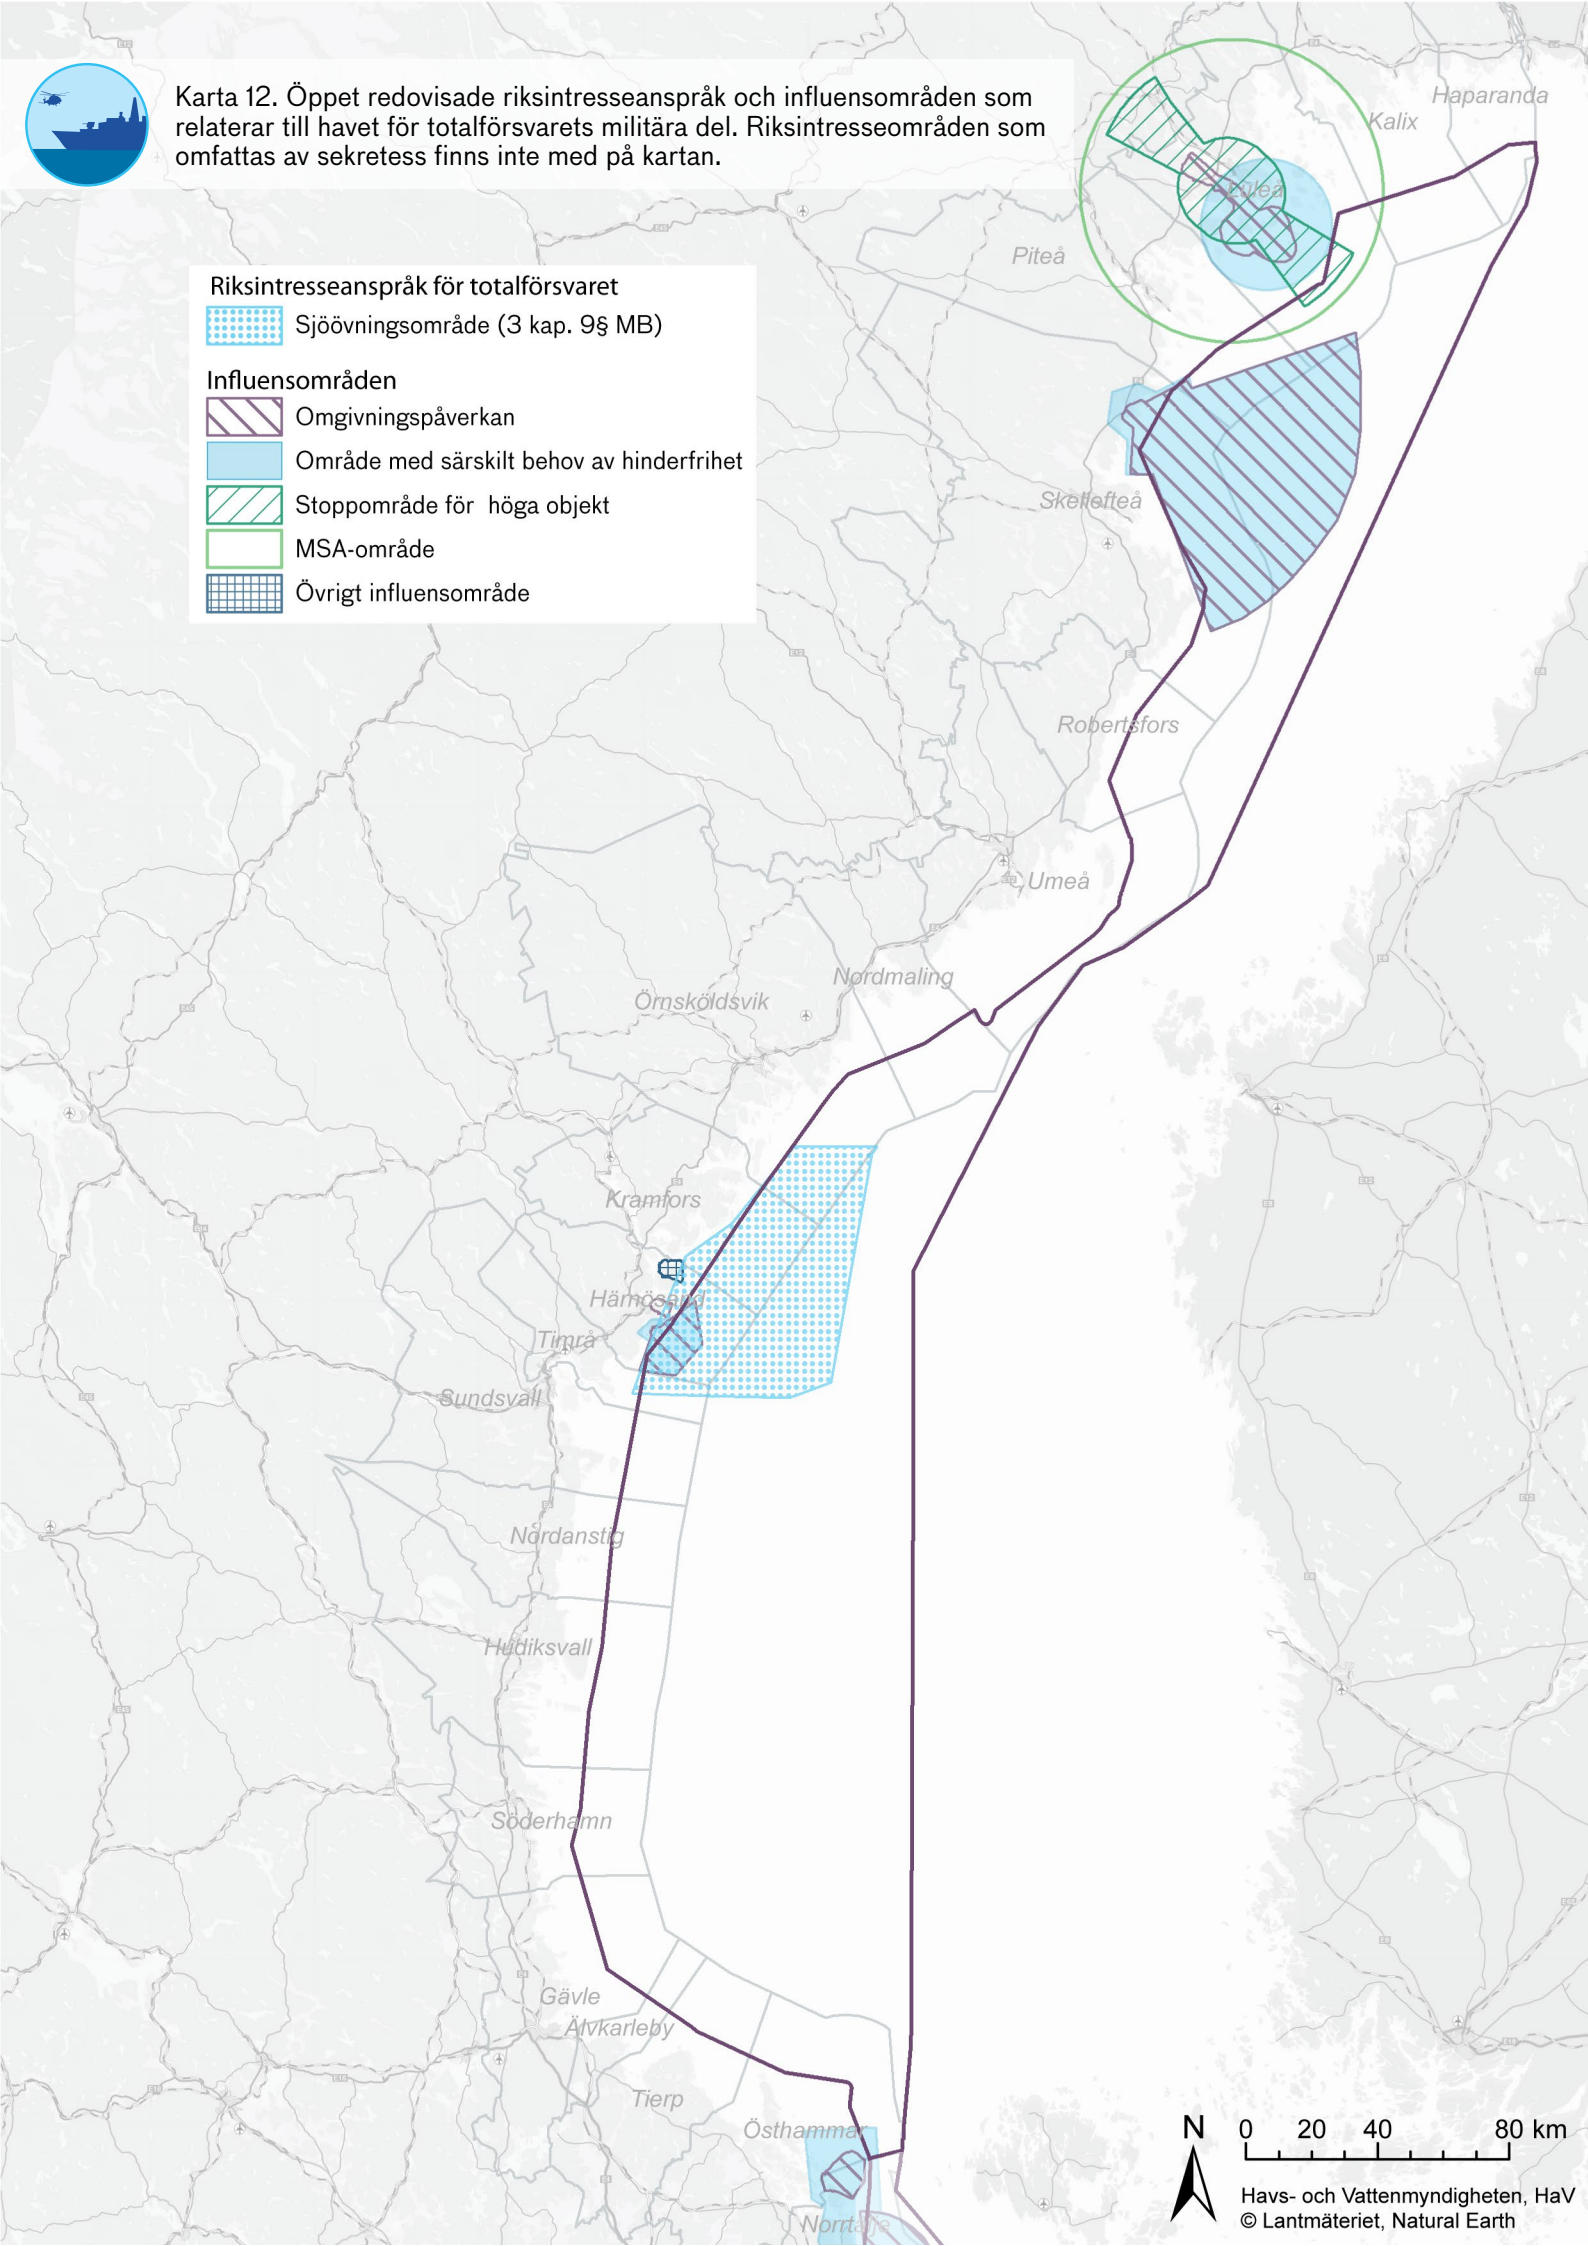 Karta 12. Öppet redovisade riksintresseanspråk och influensområden som
relaterar till havet för totalförsvarets militära del. Riksintresseområden som
omfattas av sekretess finns inte med på kartan.
Haparanda
Kalix
Luleå
Piteå
Riksintresseanspråk för totalförsvaret
Sjöövningsområde (3 kap. 9§ MB)
Influensområden
Omgivningspåverkan
Område med särskilt behov av hinderfrihet
Stoppområde för höga objekt
MSA-område
Övrigt influensområde
Skellefteå
Robertsfors
Umeå
Nordmaling
Örnsköldsvik
Kramfors
Härnösand
Timrå
Sundsvall
Nordanstig
Hudiksvall
Söderhamn
Gävle
Älvkarleby
Tierp
Östhammar
Norrtälje
N 0 20 40 80 km
Havs- och Vattenmyndigheten, HaV
© Lantmäteriet, Natural Earth